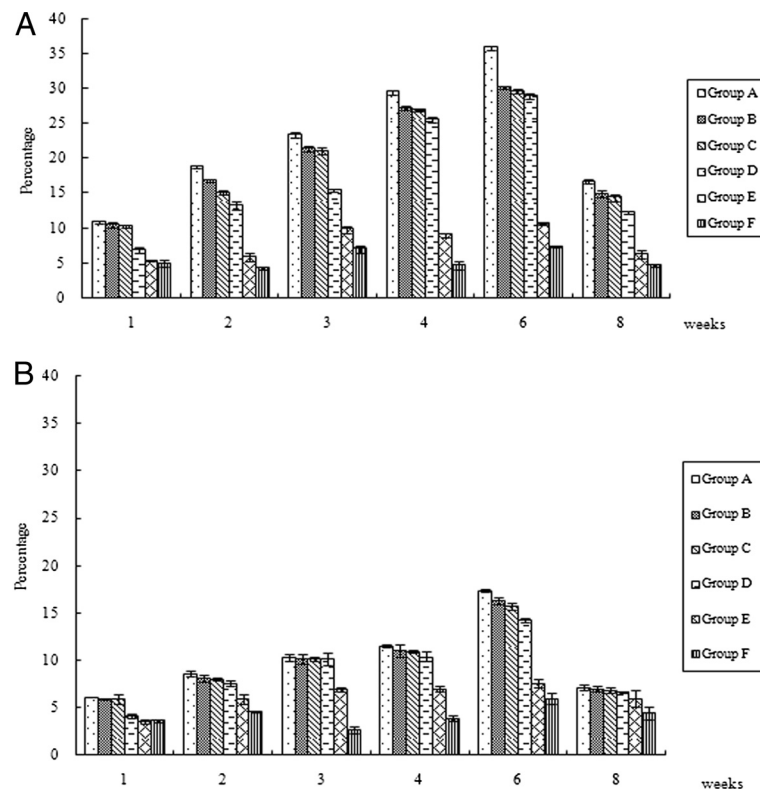 A
40
35
30
25
20
15
10
5
0
Percentage
1 2 3 4 6 8 weeks
Group A
Group B
Group C
Group D
Group E
Group F
B
40
35
30
25
20
15
10
5
0
Percentage
1 2 3 4 6 8 weeks
Group A
Group B
Group C
Group D
Group E
Group F